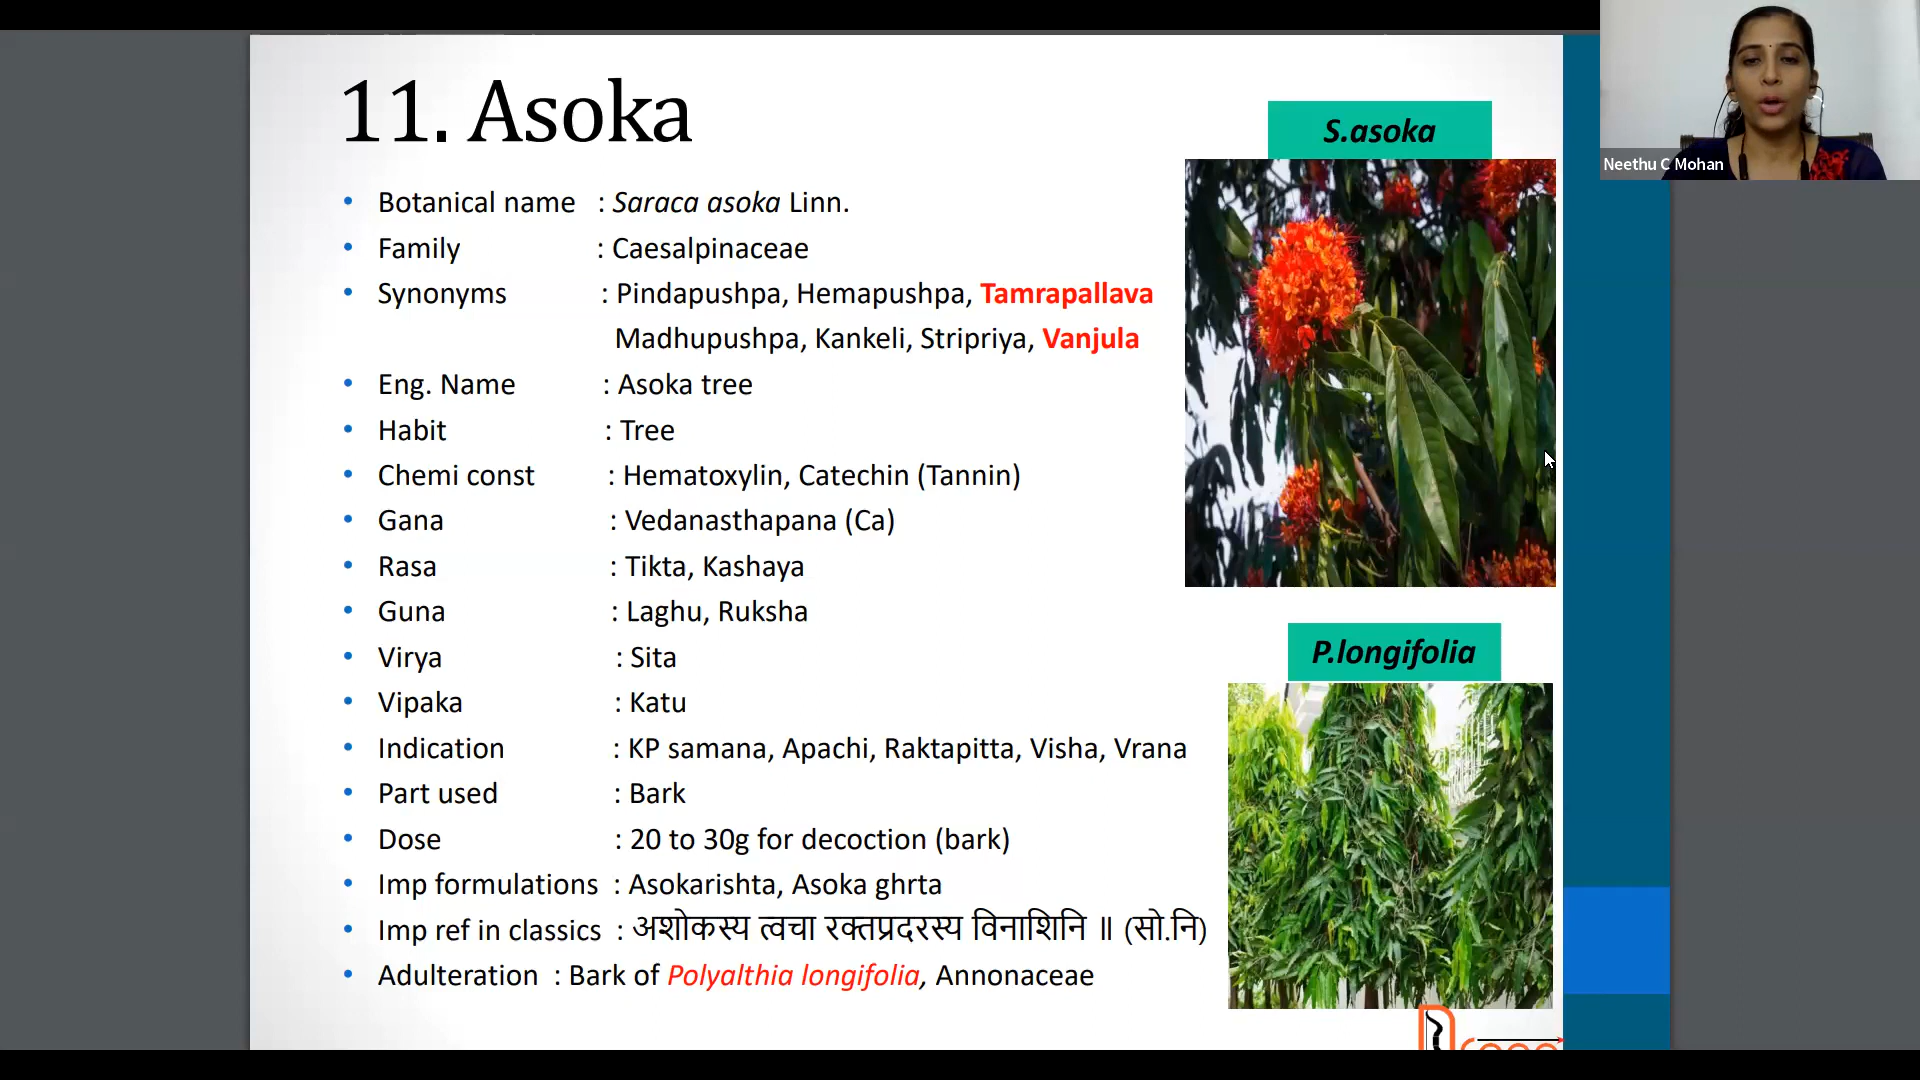 11. Asoka
• Botanical name : Saraca asoka Linn.
• Family : Caesalpinaceae
• Synonyms : Pindapushpa, Hemapushpa, Tamrapallava
Madhupushpa, Kankeli, Stripriya, Vanjula
• Eng. Name : Asoka tree
• Habit : Tree
• Chemi const : Hematoxylin, Catechin (Tannin)
• Gana : Vedanasthapana (Ca)
• Rasa : Tikta, Kashaya
• Guna : Laghu, Ruksha
• Virya : Sita
• Vipaka : Katu
• Indication : KP samana, Apachi, Raktapitta, Visha, Vrana
• Part used : Bark
• Dose : 20 to 30g for decoction (bark)
• Imp formulations : Asokarishta, Asoka ghrta
• Imp ref in classics : अशोकस्य त्वचा रक्तप्रदरस्य विनाशिनि ॥ (सो.नि)
• Adulteration : Bark of Polyalthia longifolia, Annonaceae
S.asoka
P.longifolia
Neethu C Mohan